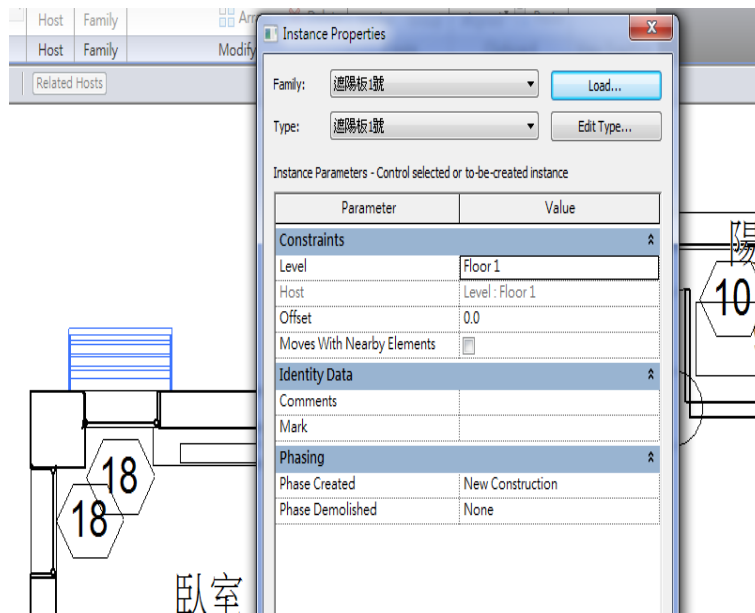 Host Family
Host Family Modify
Related Hosts
Instance Properties
Family: 遮陽板1號 Load...
Type: 遮陽板1號 Edit Type...
Instance Parameters - Control selected or to-be-created instance
Parameter Value
Constraints
Level Floor 1
Host Level : Floor 1
Offset 0.0
Moves With Nearby Elements
Identity Data
Comments
Mark
Phasing
Phase Created New Construction
Phase Demolished None
陽
10
18
18
臥室